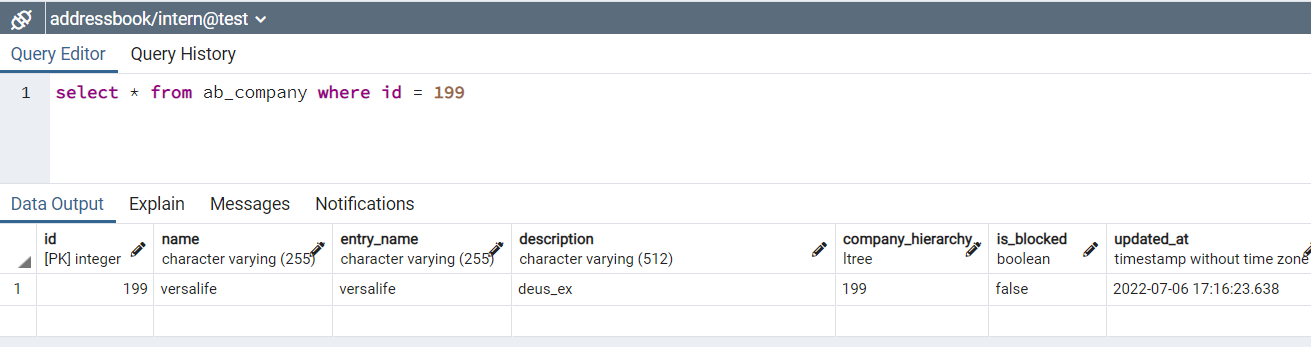 addressbook/intern@test
Query Editor Query History
1 select * from ab_company where id = 199
Data Output Explain Messages Notifications
id name entry_name description company_hierarchy is_blocked updated_at
[PK] integer character varying (255) character varying (255) character varying (512) ltree boolean timestamp without time zone
1 199 versalife versalife deus_ex 199 false 2022-07-06 17:16:23.638